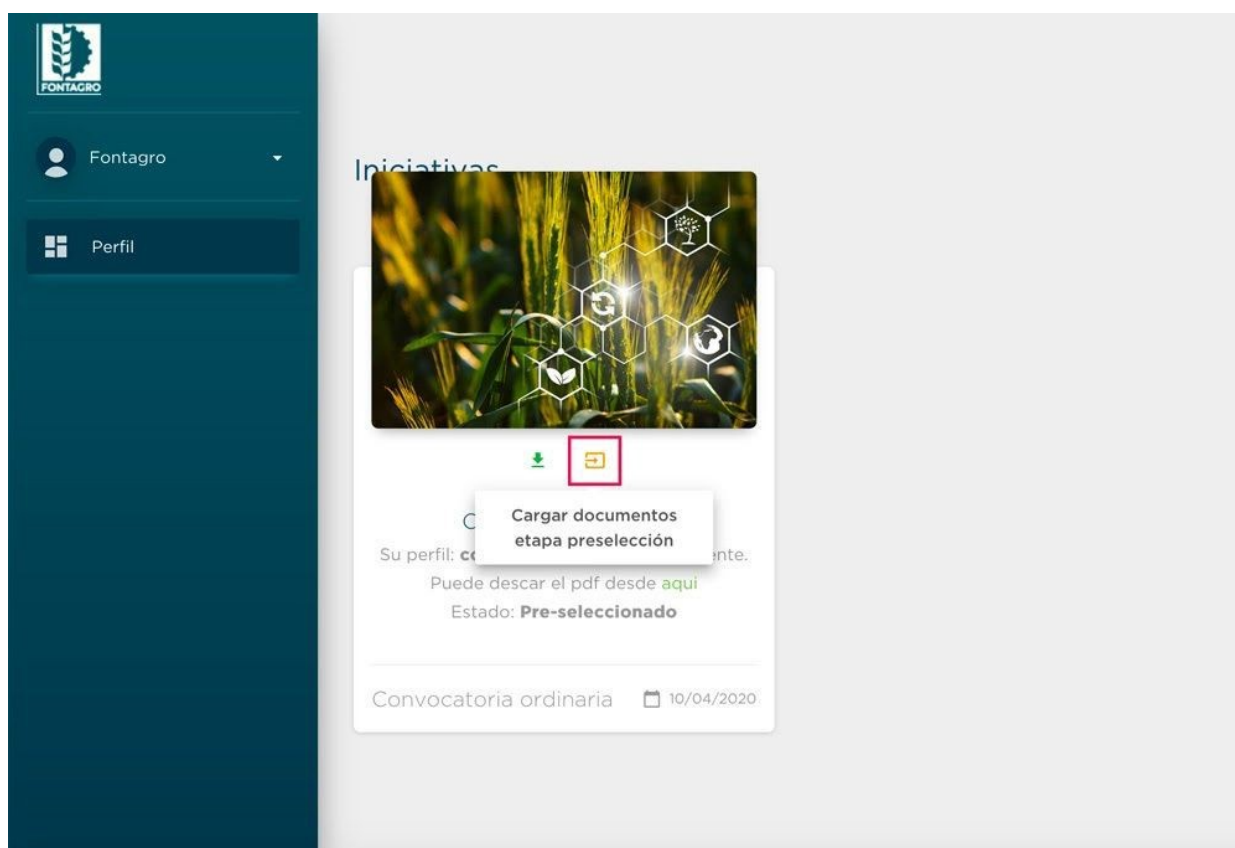 FONTAGRO
Fontagro
Perfil
Iniciativas
Cargar documentos
etapa preselección
Su perfil:
Puede descar el pdf desde aqui
Estado: Pre-seleccionado
Convocatoria ordinaria 10/04/2020